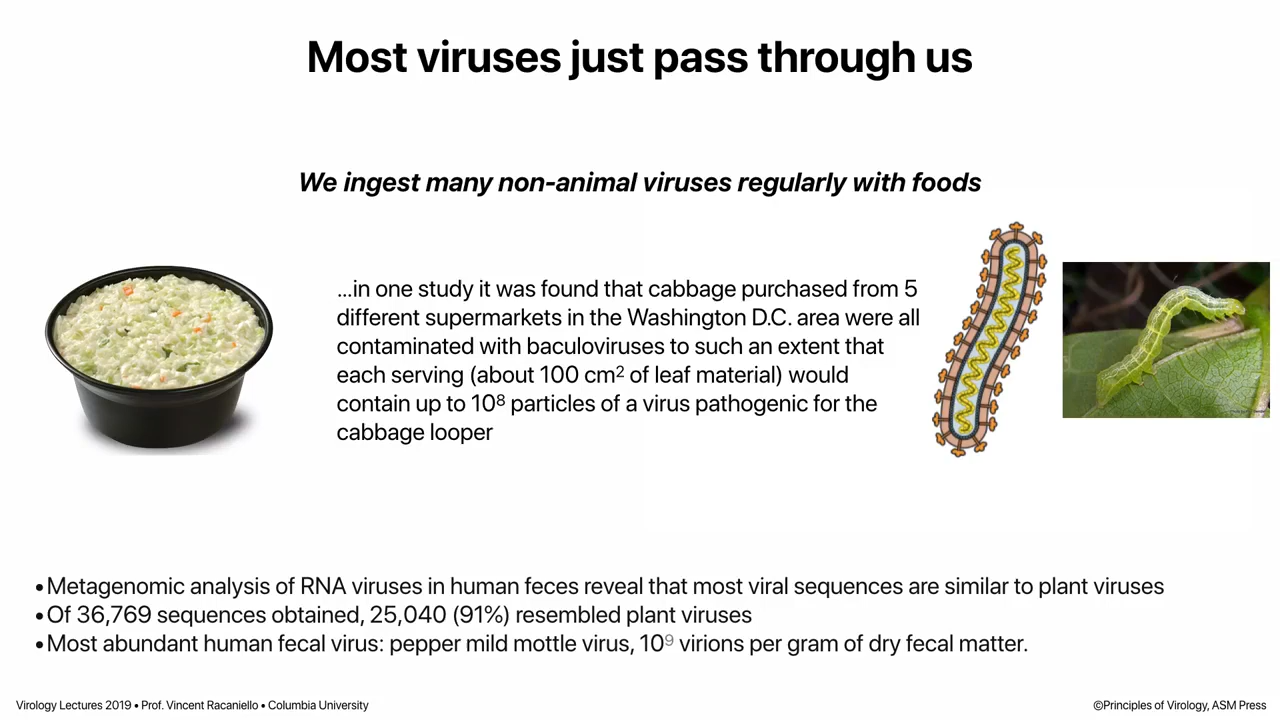 Most viruses just pass through us
We ingest many non-animal viruses regularly with foods
...in one study it was found that cabbage purchased from 5
different supermarkets in the Washington D.C. area were all
contaminated with baculoviruses to such an extent that
each serving (about 100 cm² of leaf material) would
contain up to 10⁸ particles of a virus pathogenic for the
cabbage looper
•Metagenomic analysis of RNA viruses in human feces reveal that most viral sequences are similar to plant viruses
•Of 36,769 sequences obtained, 25,040 (91%) resembled plant viruses
•Most abundant human fecal virus: pepper mild mottle virus, 10⁹ virions per gram of dry fecal matter.
Virology Lectures 2019 • Prof. Vincent Racaniello • Columbia University
©Principles of Virology, ASM Press